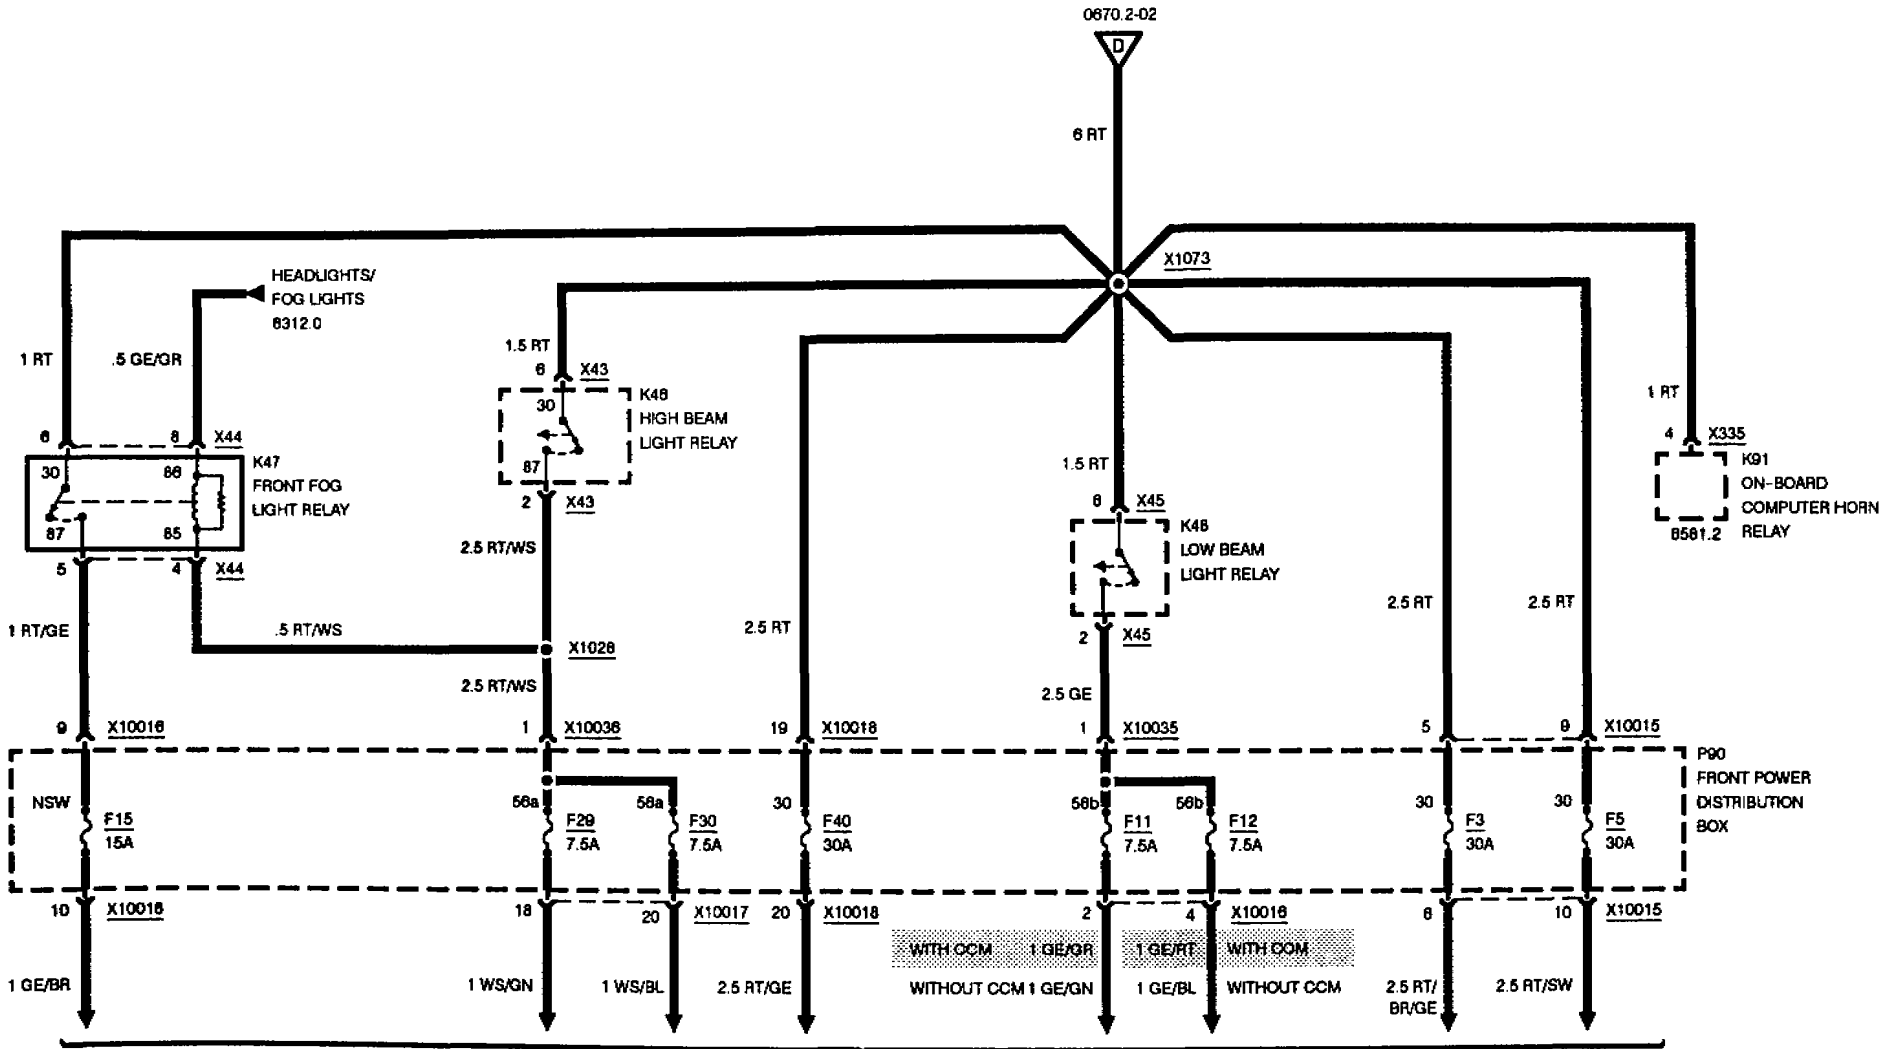 0670.2-02
D
6 RT
X1073
HEADLIGHTS/
FOG LIGHTS
6312.0
1 RT
.5 GE/GR
1.5 RT
6
X43
K46
HIGH BEAM
LIGHT RELAY
30
87
2
X43
1 RT
4
X335
K91
ON-BOARD
COMPUTER HORN
RELAY
8581.2
6
8
X44
K47
FRONT FOG
LIGHT RELAY
30
86
87
85
5
4
X44
1.5 RT
6
X45
K48
LOW BEAM
LIGHT RELAY
2
X45
2.5 RT/WS
1 RT/GE
.5 RT/WS
X1028
2.5 RT
2.5 RT
2.5 RT
2.5 RT/WS
2.5 GE
9
X10016
1
X10036
19
X10018
1
X10035
5
9
X10015
P90
FRONT POWER
DISTRIBUTION
BOX
NSW
F15
15A
56a
F29
7.5A
56a
F30
7.5A
30
F40
30A
56b
F11
7.5A
56b
F12
7.5A
30
F3
30A
30
F5
30A
10
X10016
18
20
X10017
20
X10018
2
4
X10016
6
10
X10015
WITH CCM
1 GE/GR
1 GE/RT
WITH CCM
1 GE/BR
1 WS/GN
1 WS/BL
2.5 RT/GE
WITHOUT CCM
1 GE/GN
1 GE/BL
WITHOUT CCM
2.5 RT/
BR/GE
2.5 RT/SW